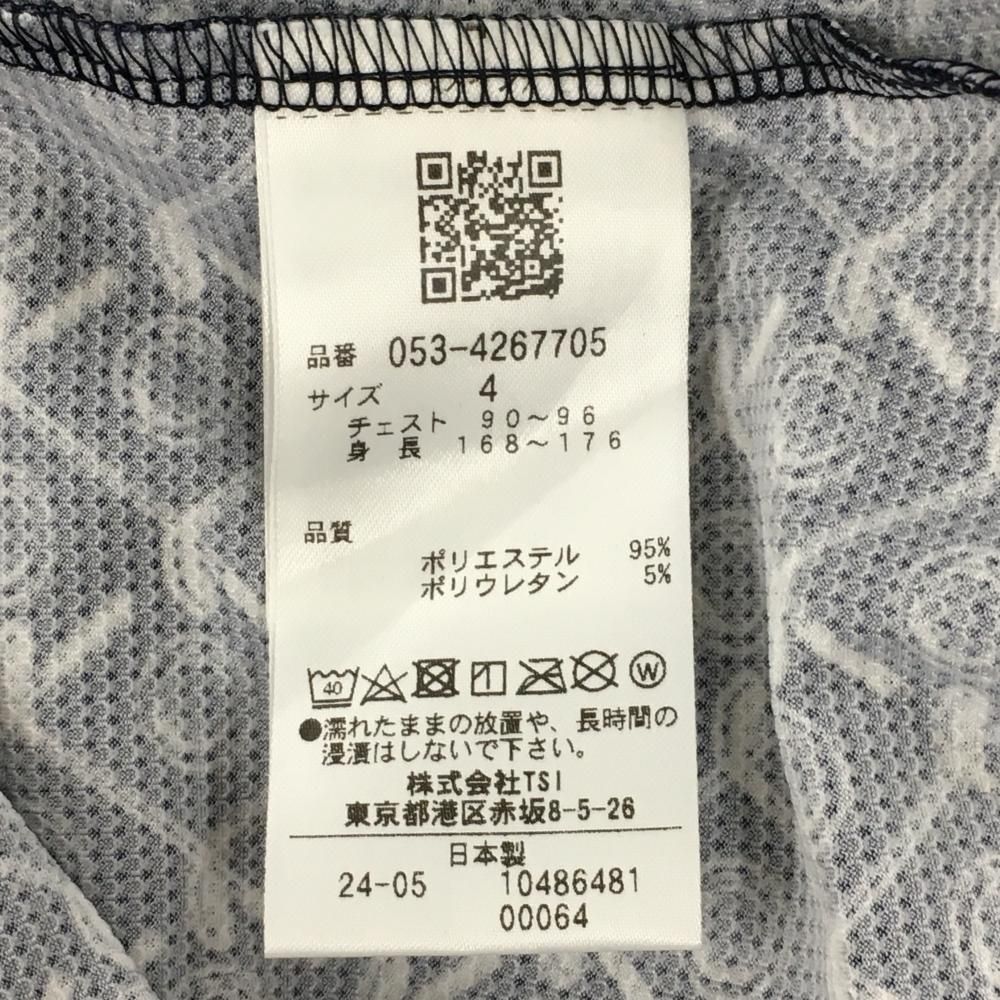 品番 053-4267705
サイズ 4
チェスト 90～96
身長 168～176
品質
ポリエステル 95%
ポリウレタン 5%
40 W
●濡れたままの放置や、長時間の
浸漬はしないで下さい。
株式会社TSI
東京都港区赤坂8-5-26
日本製
24-05 10486481
00064